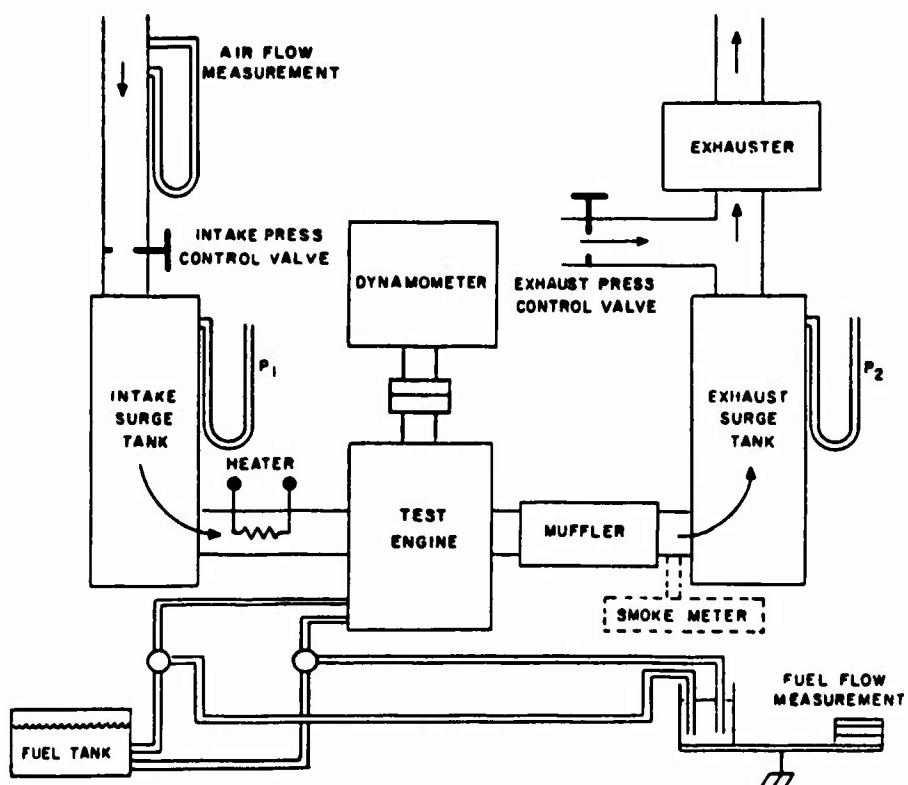 AIR FLOW
MEASUREMENT
EXHAUSTER
INTAKE PRESS
CONTROL VALVE
DYNAMOMETER
EXHAUST PRESS
CONTROL VALVE
P1
P2
INTAKE
SURGE
TANK
EXHAUST
SURGE
TANK
HEATER
TEST
ENGINE
MUFFLER
SMOKE METER
FUEL FLOW
MEASUREMENT
FUEL TANK